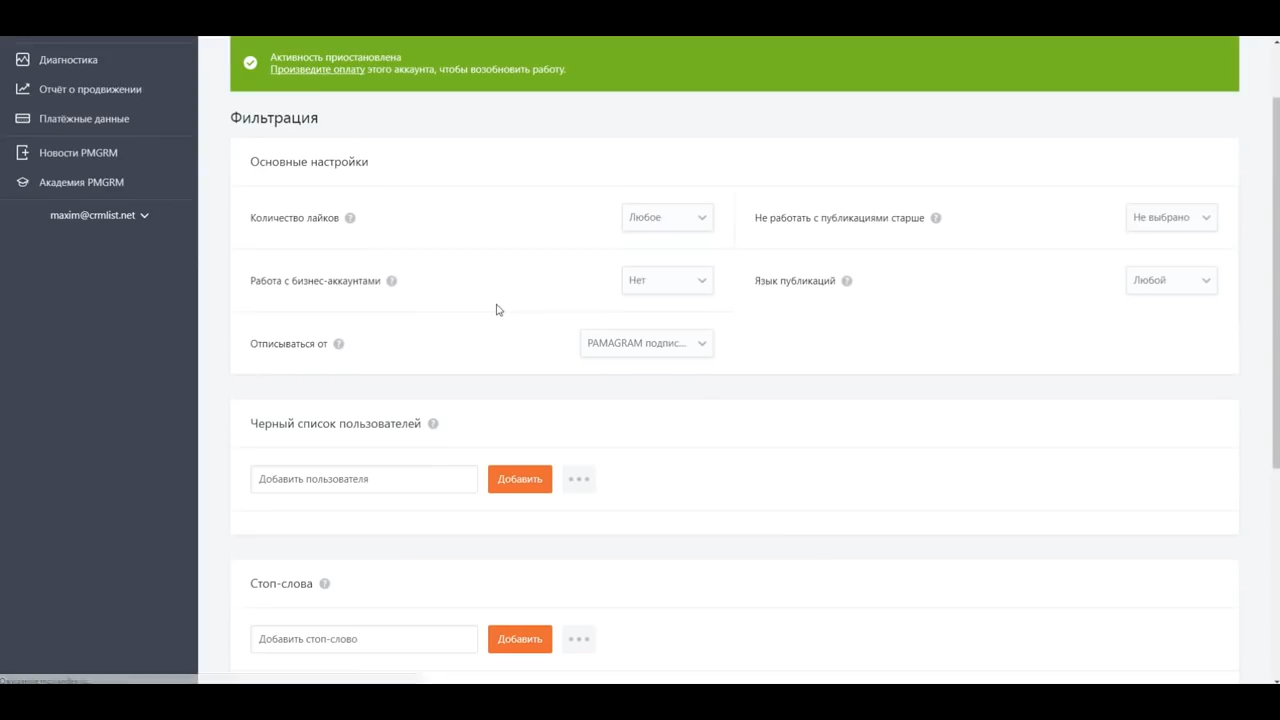 Диагностика
Отчёт о продвижении
Платёжные данные
Новости PMGRM
Академия PMGRM
maxim@crmlist.net
Активность приостановлена
Произведите оплату этого аккаунта, чтобы возобновить работу.
Фильтрация
Основные настройки
Количество лайков ?
Любое
Не работать с публикациями старше ?
Не выбрано
Работа с бизнес-аккаунтами ?
Нет
Язык публикаций ?
Любой
Отписываться от ?
PAMAGRAM подпис...
Черный список пользователей ?
Добавить пользователя
Добавить
Стоп-слова ?
Добавить стоп-слово
Добавить